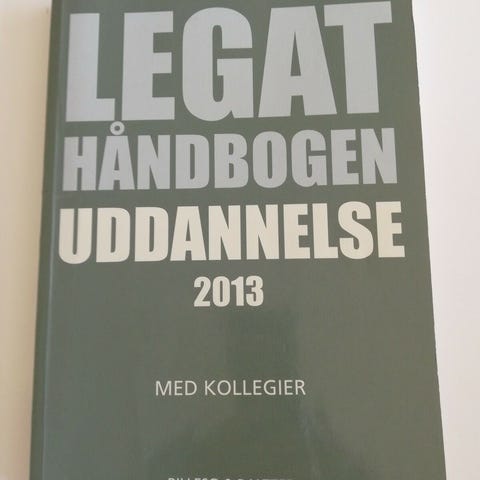 LEGAT
HÅNDBOGEN
UDDANNELSE
2013
MED KOLLEGIER